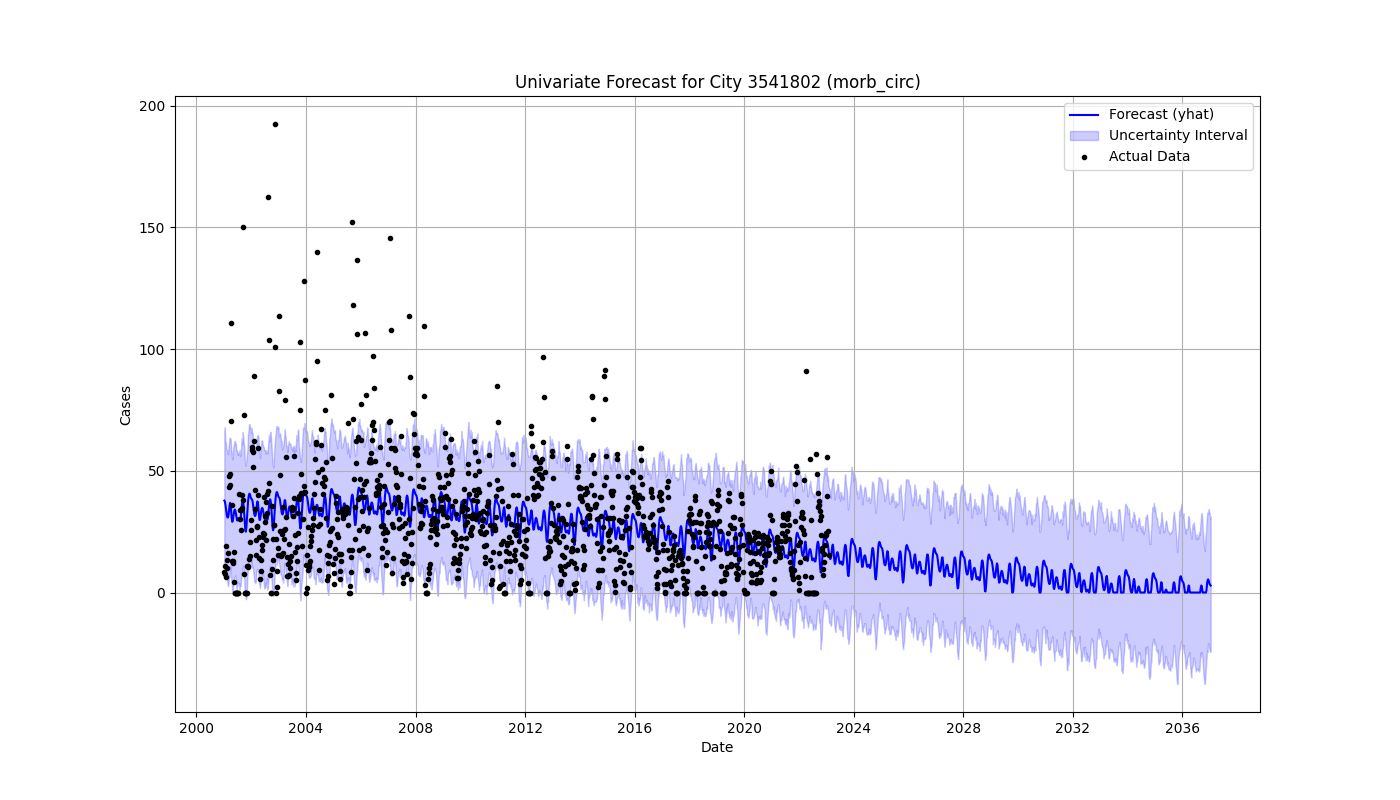 Univariate Forecast for City 3541802 (morb_circ)
Forecast (yhat)
Uncertainty Interval
Actual Data
Cases
200
150
100
50
0
2000 2004 2008 2012 2016 2020 2024 2028 2032 2036
Date